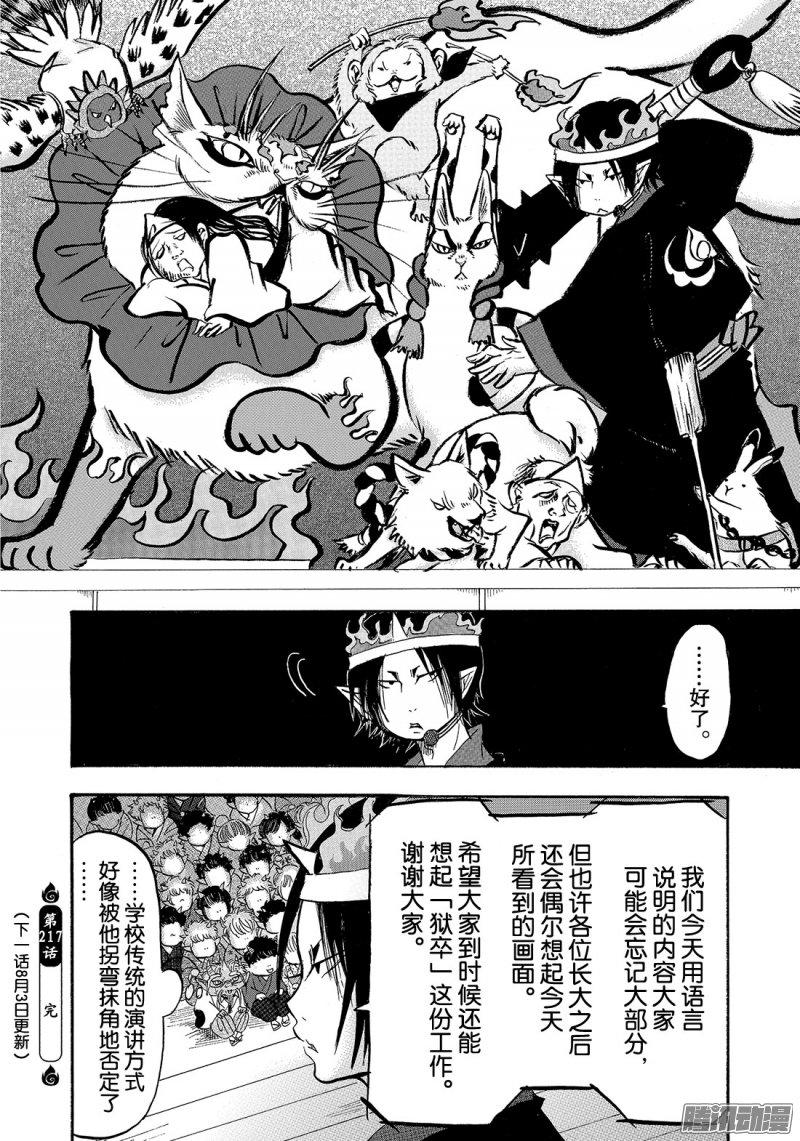 ……好了。
我们今天用语言
说明的内容大家
可能会忘记大部分，
但也许各位长大之后
还会偶尔想起今天
所看到的画面。
希望大家到时候还能
想起「狱卒」这份工作。
谢谢大家。
……学校传统的演讲方式
……好像被他拐弯抹角地否定了
第217话
完
（下一话8月3日更新）
腾讯动漫